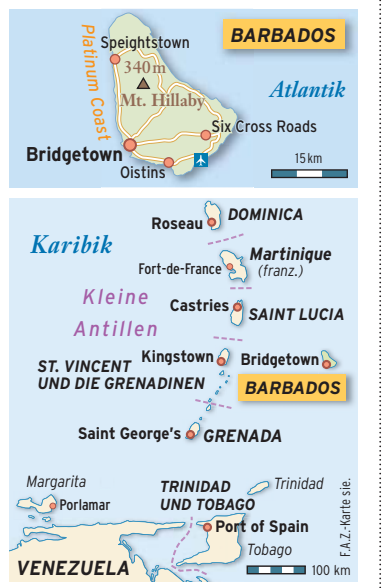 BARBADOS
Speightstown
340 m
Mt. Hillaby
Platinum Coast
Atlantik
Six Cross Roads
Bridgetown
Oistins
15 km
Roseau
DOMINICA
Karibik
Martinique
(franz.)
Fort-de-France
Kleine
Antillen
Castries
SAINT LUCIA
Kingstown
Bridgetown
ST. VINCENT
UND DIE GRENADINEN
BARBADOS
Saint George's
GRENADA
Margarita
Porlamar
TRINIDAD
UND TOBAGO
Trinidad
Port of Spain
Tobago
VENEZUELA
100 km
F.A.Z.-Karte sie.